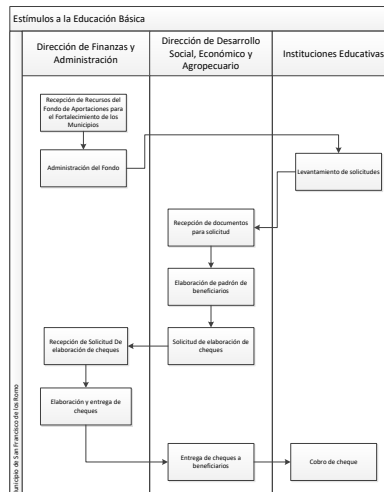 Estímulos a la Educación Básica
Dirección de Finanzas y
Administración
Dirección de Desarrollo
Social, Económico y
Agropecuario
Instituciones Educativas
Recepción de Recursos del
Fondo de Aportaciones para
el Fortalecimiento de los
Municipios
Administración del Fondo
Levantamiento de solicitudes
Recepción de documentos
para solicitud
Elaboración de padrón de
beneficiarios
Solicitud de elaboración de
cheques
Recepción de Solicitud De
elaboración de cheques
Elaboración y entrega de
cheques
Entrega de cheques a
beneficiarios
Cobro de cheque
unicipio de San Francisco de los Romo